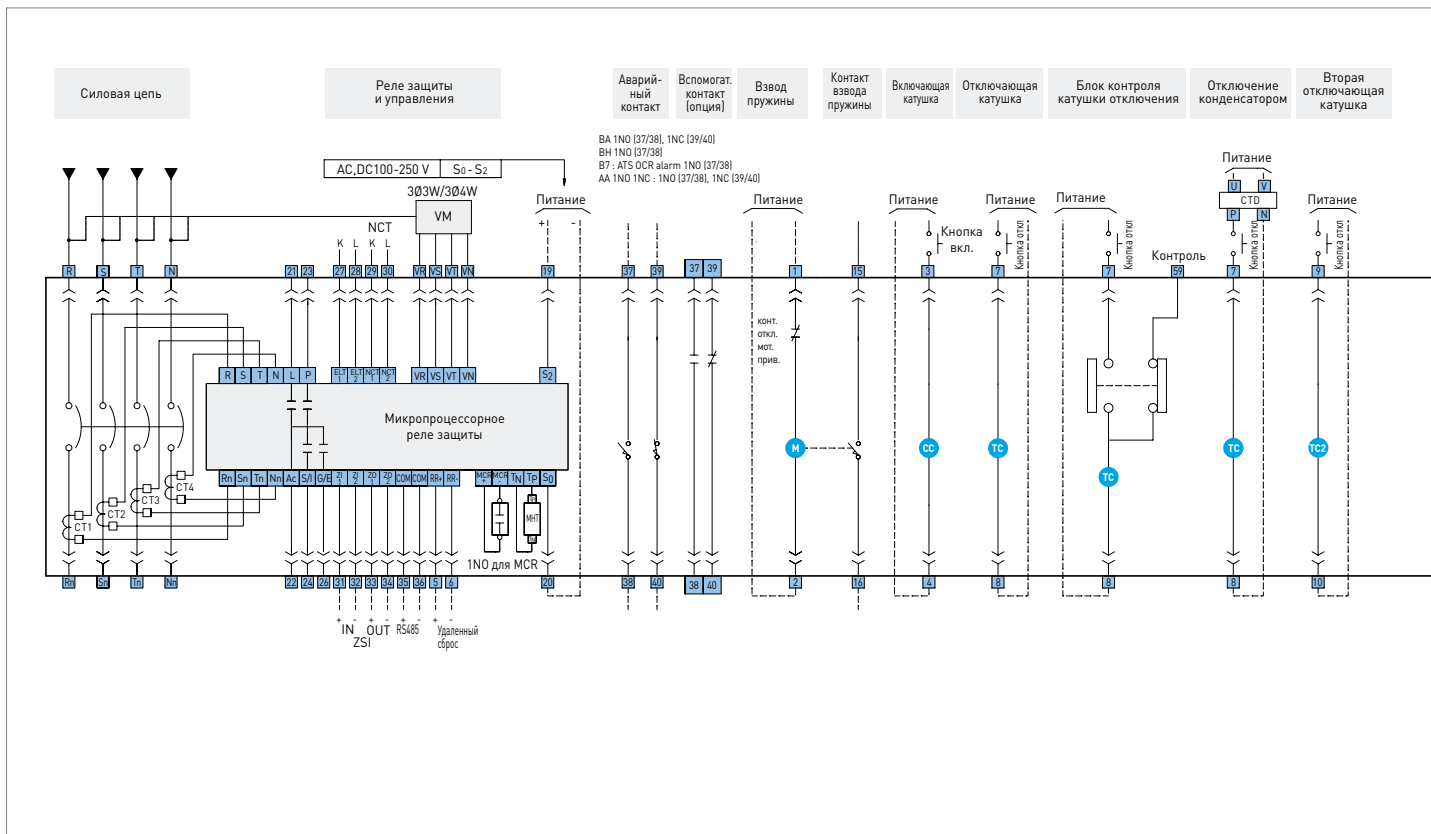 Силовая цепь
Реле защиты
и управления
Аварий-
ный
контакт
Вспомогат.
контакт
(опция)
Взвод
пружины
Контакт
взвода
пружины
Включающая
катушка
Отключающая
катушка
Блок контроля
катушки отключения
Отключение
конденсатором
Вторая
отключающая
катушка
BA 1NO (37/38), 1NC (39/40)
BH 1NO (37/38)
B7 : ATS OCR alarm 1NO (37/38)
AA 1NO 1NC : 1NO (37/38), 1NC (39/40)
AC,DC100-250 V S0 - S2
3Ø3W/3Ø4W
VM
NCT
K L K L
Питание
+ -
Питание
Питание
Питание
Питание
Питание
U V
CTD
P N
Питание
Кнопка
вкл.
Кнопка откл
Кнопка откл
Кнопка откл
Кнопка откл
Контроль
R S T N 21 23 27 28 29 30 VR VS VT VN 19 37 39 37 39 1 15 3 7 7 59 7 9
конт.
откл.
мот.
прив.
R S T N L P ELT 1 ELT 2 NCT 1 NCT 2 VR VS VT VN S2
Микропроцессорное
реле защиты
M CC TC TC TC TC2
Rn Sn Tn Nn Ac S/I G/E ZI 1 ZI 2 ZO 1 ZO 2 COM COM RR+ RR- MCR + MCR - TN TP S0
CT1 CT2 CT3 CT4
MHT
1NO для MCR
Rn Sn Tn Nn 22 24 26 31 32 33 34 35 36 5 6 20 38 40 38 40 2 16 4 8 8 8 10
+ - + - + - + -
IN OUT RS485 Удаленный
ZSI сброс